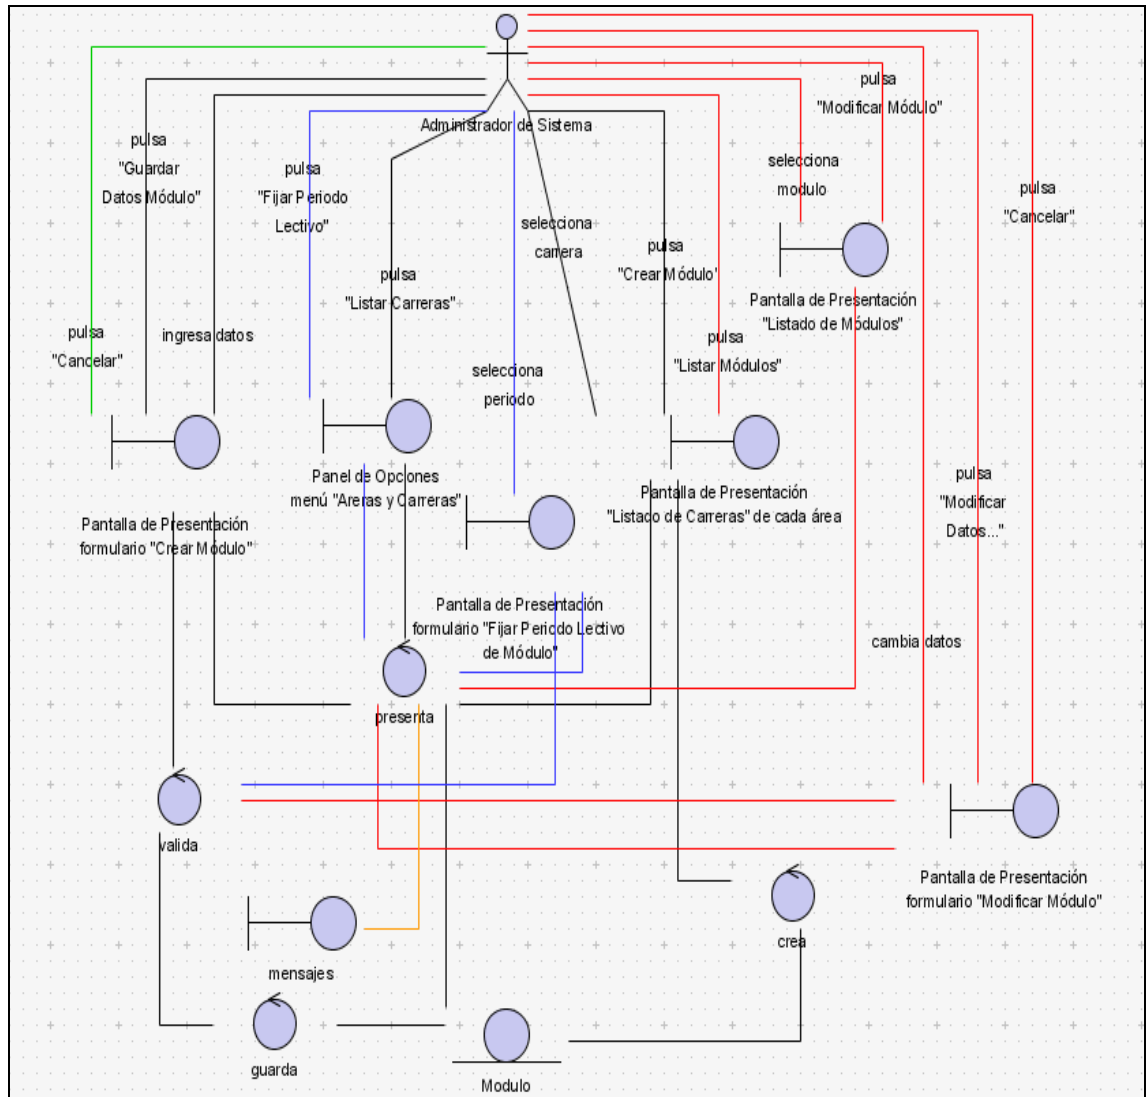 Administrador de Sistema
pulsa
"Modificar Módulo"
pulsa
"Guardar
Datos Módulo"
pulsa
"Fijar Periodo
Lectivo"
selecciona
modulo
pulsa
"Cancelar"
selecciona
carrera
pulsa
"Crear Módulo"
pulsa
"Listar Carreras"
Pantalla de Presentación
"Listado de Módulos"
pulsa
"Cancelar"
ingresa datos
pulsa
"Listar Módulos"
selecciona
periodo
Panel de Opciones
menú "Areras y Carreras"
Pantalla de Presentación
"Listado de Carreras" de cada área
pulsa
"Modificar
Datos..."
Pantalla de Presentación
formulario "Crear Módulo"
Pantalla de Presentación
formulario "Fijar Periodo Lectivo
de Módulo"
cambia datos
presenta
valida
Pantalla de Presentación
formulario "Modificar Módulo"
crea
mensajes
guarda
Modulo